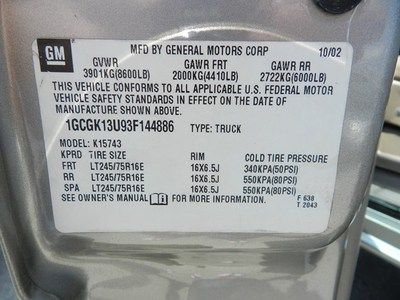 GM
MFD BY GENERAL MOTORS CORP 10/02
GVWR GAWR FRT GAWR RR
3901KG(8600LB) 2000KG(4410LB) 2722KG(6000LB)
THIS VEHICLE CONFORMS TO ALL APPLICABLE U.S. FEDERAL MOTOR
VEHICLE SAFETY STANDARDS IN EFFECT ON THE DATE OF
MANUFACTURE SHOWN ABOVE.
1GCGK13U93F144886 TYPE: TRUCK
MODEL: K15743
KPRD TIRE SIZE RIM COLD TIRE PRESSURE
FRT LT245/75R16E 16X6.5J 340KPA(50PSI)
RR LT245/75R16E 16X6.5J 550KPA(80PSI)
SPA LT245/75R16E 16X6.5J 550KPA(80PSI)
SEE OWNER'S MANUAL FOR MORE INFORMATION. F 638
T 2043